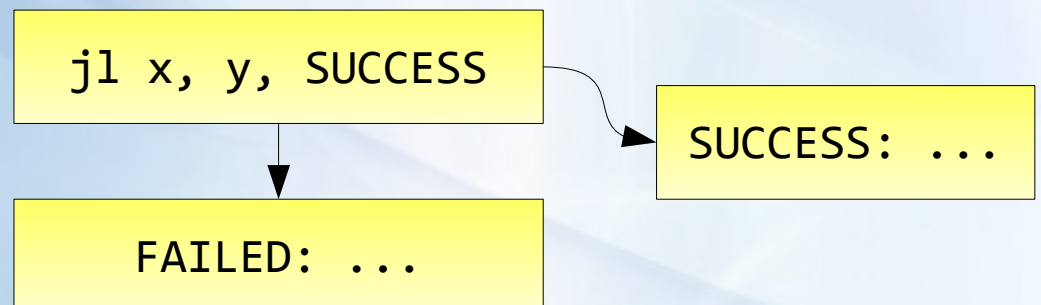 jl x, y, SUCCESS
SUCCESS: ...
FAILED: ...